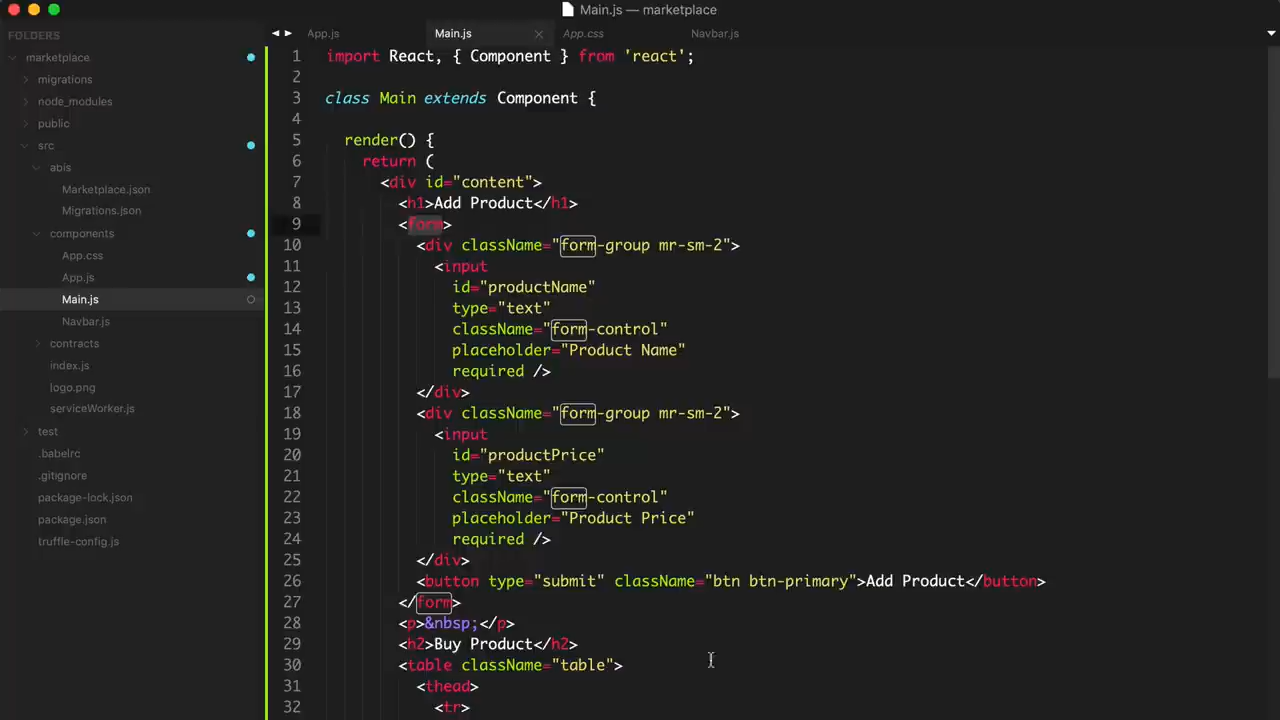 Main.js — marketplace
FOLDERS
marketplace
migrations
node_modules
public
src
abis
Marketplace.json
Migrations.json
components
App.css
App.js
Main.js
Navbar.js
contracts
index.js
logo.png
serviceWorker.js
test
.babelrc
.gitignore
package-lock.json
package.json
truffle-config.js
App.js Main.js App.css Navbar.js
1 import React, { Component } from 'react';
2
3 class Main extends Component {
4
5 render() {
6 return (
7 <div id="content">
8 <h1>Add Product</h1>
9 <form>
10 <div className="form-group mr-sm-2">
11 <input
12 id="productName"
13 type="text"
14 className="form-control"
15 placeholder="Product Name"
16 required />
17 </div>
18 <div className="form-group mr-sm-2">
19 <input
20 id="productPrice"
21 type="text"
22 className="form-control"
23 placeholder="Product Price"
24 required />
25 </div>
26 <button type="submit" className="btn btn-primary">Add Product</button>
27 </form>
28 <p>&nbsp;</p>
29 <h2>Buy Product</h2>
30 <table className="table">
31 <thead>
32 <tr>